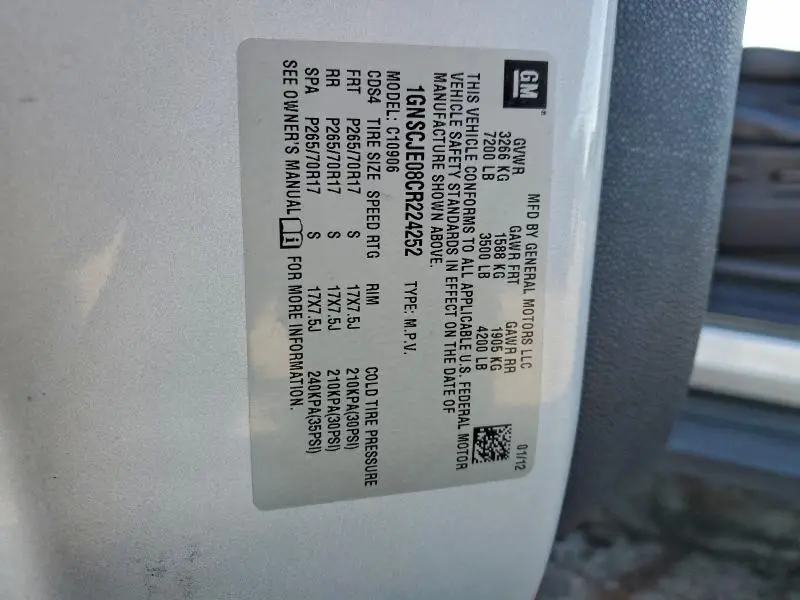 GM
MFD BY GENERAL MOTORS LLC 01/12
GVWR GAWR FRT GAWR RR
3266 KG 1588 KG 1905 KG
7200 LB 3500 LB 4200 LB
THIS VEHICLE CONFORMS TO ALL APPLICABLE U.S. FEDERAL MOTOR
VEHICLE SAFETY STANDARDS IN EFFECT ON THE DATE OF
MANUFACTURE SHOWN ABOVE.
1GNSCJE08CR224252 TYPE: M.P.V.
MODEL: C10906
CDS4 TIRE SIZE SPEED RTG RIM COLD TIRE PRESSURE
FRT P265/70R17 S 17X7.5J 210KPA(30PSI)
RR P265/70R17 S 17X7.5J 210KPA(30PSI)
SPA P265/70R17 S 17X7.5J 240KPA(35PSI)
SEE OWNER'S MANUAL FOR MORE INFORMATION.